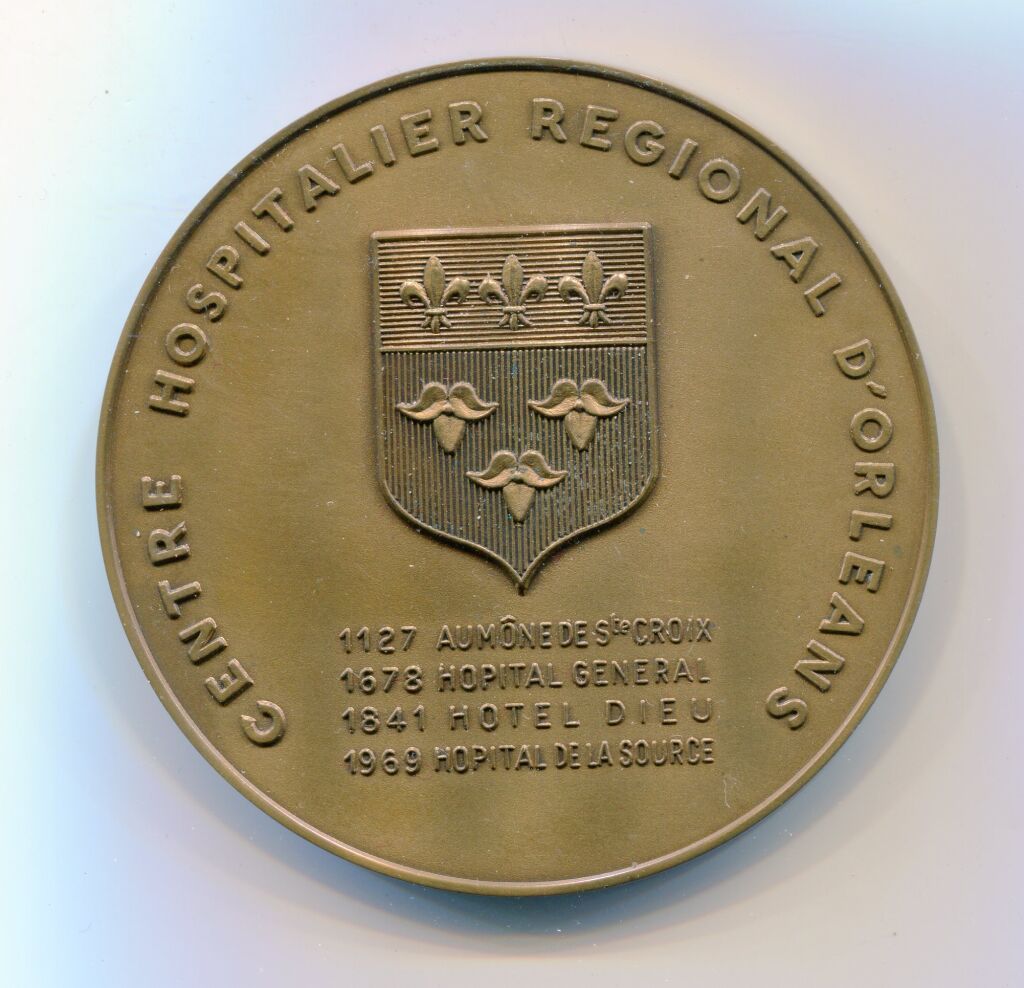 CENTRE HOSPITALIER REGIONAL D'ORLEANS
1127 AUMÔNE DE Ste CROIX
1678 HOPITAL GENERAL
1841 HOTEL DIEU
1969 HOPITAL DE LA SOURCE